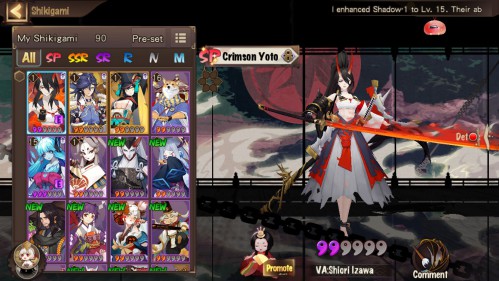 Shikigami
I enhanced Shadow-1 to Lv. 15. Their ab
My Shikigami 90 Pre-set
All SP SSR SR R N M
SP Crimson Yoto
NEW
NEW
NEW
NEW
NEW
NEW
Promote
VA:Shiori Izawa
Comment